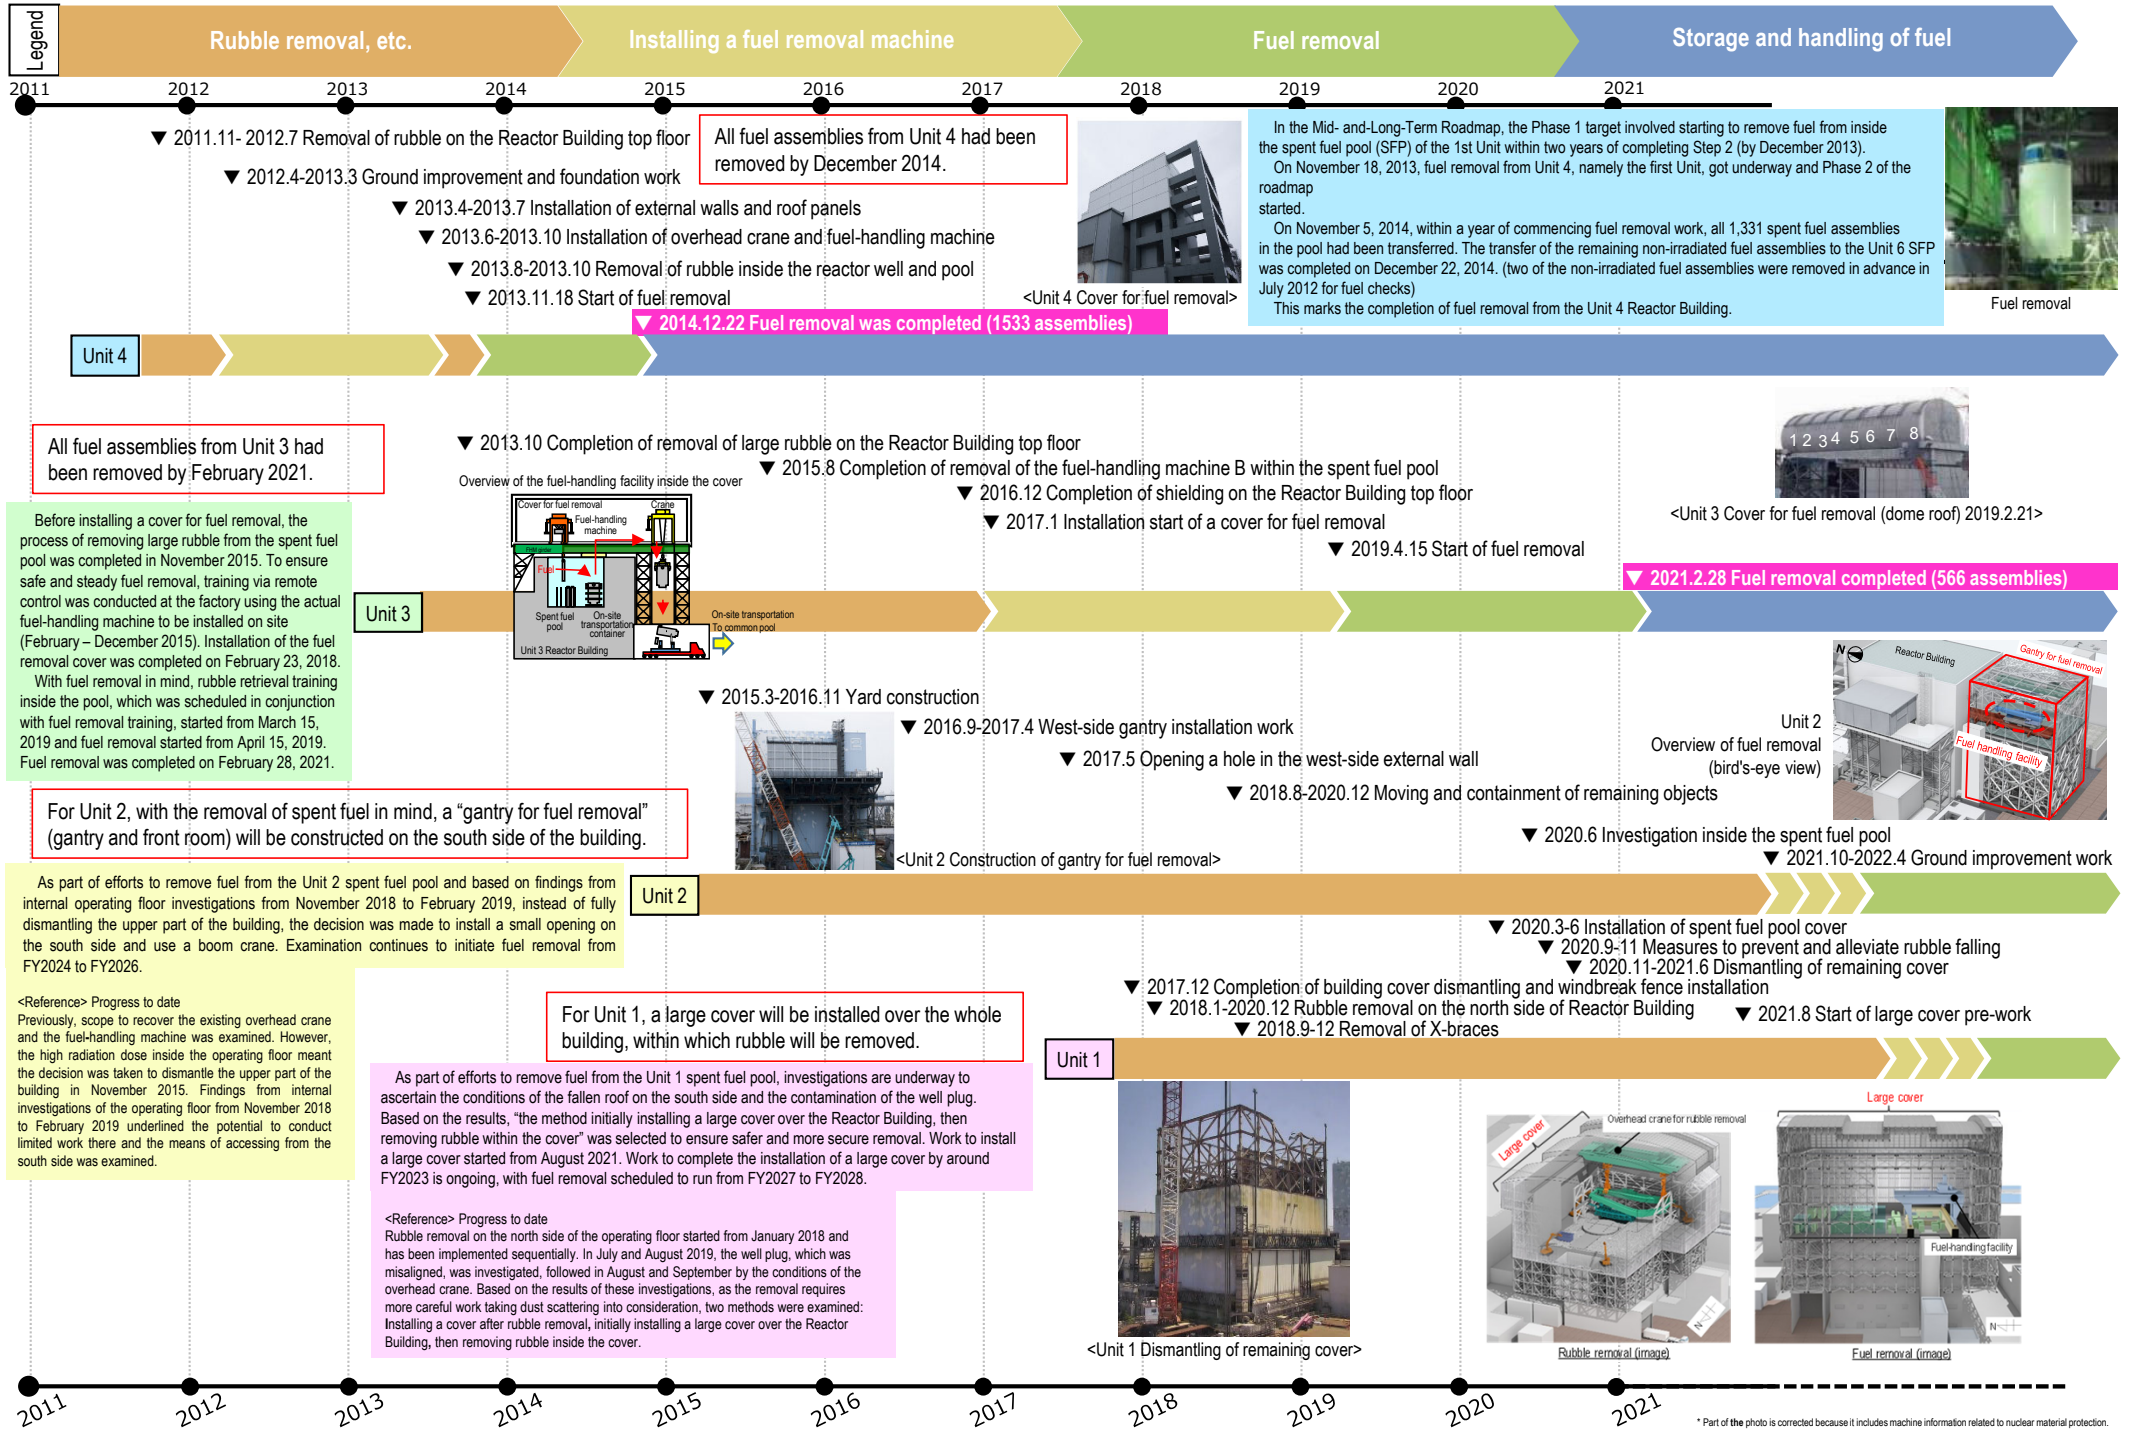 Legend
Rubble removal, etc.
Installing a fuel removal machine
Fuel removal
Storage and handling of fuel
2011
2012
2013
2014
2015
2016
2017
2018
2019
2020
2021
▼ 2011.11- 2012.7 Removal of rubble on the Reactor Building top floor
▼ 2012.4-2013.3 Ground improvement and foundation work
▼ 2013.4-2013.7 Installation of external walls and roof panels
▼ 2013.6-2013.10 Installation of overhead crane and fuel-handling machine
▼ 2013.8-2013.10 Removal of rubble inside the reactor well and pool
▼ 2013.11.18 Start of fuel removal
▼ 2014.12.22 Fuel removal was completed (1533 assemblies)
All fuel assemblies from Unit 4 had been
removed by December 2014.
<Unit 4 Cover for fuel removal>
In the Mid- and-Long-Term Roadmap, the Phase 1 target involved starting to remove fuel from inside
the spent fuel pool (SFP) of the 1st Unit within two years of completing Step 2 (by December 2013).
On November 18, 2013, fuel removal from Unit 4, namely the first Unit, got underway and Phase 2 of the
roadmap
started.
On November 5, 2014, within a year of commencing fuel removal work, all 1,331 spent fuel assemblies
in the pool had been transferred. The transfer of the remaining non-irradiated fuel assemblies to the Unit 6 SFP
was completed on December 22, 2014. (two of the non-irradiated fuel assemblies were removed in advance in
July 2012 for fuel checks)
This marks the completion of fuel removal from the Unit 4 Reactor Building.
Fuel removal
Unit 4
All fuel assemblies from Unit 3 had
been removed by February 2021.
▼ 2013.10 Completion of removal of large rubble on the Reactor Building top floor
▼ 2015.8 Completion of removal of the fuel-handling machine B within the spent fuel pool
▼ 2016.12 Completion of shielding on the Reactor Building top floor
▼ 2017.1 Installation start of a cover for fuel removal
▼ 2019.4.15 Start of fuel removal
▼ 2021.2.28 Fuel removal completed (566 assemblies)
1 2 3 4 5 6 7 8
<Unit 3 Cover for fuel removal (dome roof) 2019.2.21>
Overview of the fuel-handling facility inside the cover
Cover for fuel removal
Crane
Fuel-handling
machine
FHM girder
Fuel
Spent fuel
pool
On-site
transportation
container
Unit 3 Reactor Building
On-site transportation
To common pool
Before installing a cover for fuel removal, the
process of removing large rubble from the spent fuel
pool was completed in November 2015. To ensure
safe and steady fuel removal, training via remote
control was conducted at the factory using the actual
fuel-handling machine to be installed on site
(February – December 2015). Installation of the fuel
removal cover was completed on February 23, 2018.
With fuel removal in mind, rubble retrieval training
inside the pool, which was scheduled in conjunction
with fuel removal training, started from March 15,
2019 and fuel removal started from April 15, 2019.
Fuel removal was completed on February 28, 2021.
Unit 3
▼ 2015.3-2016.11 Yard construction
▼ 2016.9-2017.4 West-side gantry installation work
▼ 2017.5 Opening a hole in the west-side external wall
▼ 2018.8-2020.12 Moving and containment of remaining objects
▼ 2020.6 Investigation inside the spent fuel pool
▼ 2021.10-2022.4 Ground improvement work
<Unit 2 Construction of gantry for fuel removal>
Unit 2
Overview of fuel removal
(bird's-eye view)
N
Reactor Building
Gantry for fuel removal
Fuel handling facility
For Unit 2, with the removal of spent fuel in mind, a “gantry for fuel removal”
(gantry and front room) will be constructed on the south side of the building.
As part of efforts to remove fuel from the Unit 2 spent fuel pool and based on findings from
internal operating floor investigations from November 2018 to February 2019, instead of fully
dismantling the upper part of the building, the decision was made to install a small opening on
the south side and use a boom crane. Examination continues to initiate fuel removal from
FY2024 to FY2026.
<Reference> Progress to date
Previously, scope to recover the existing overhead crane
and the fuel-handling machine was examined. However,
the high radiation dose inside the operating floor meant
the decision was taken to dismantle the upper part of the
building in November 2015. Findings from internal
investigations of the operating floor from November 2018
to February 2019 underlined the potential to conduct
limited work there and the means of accessing from the
south side was examined.
Unit 2
▼ 2020.3-6 Installation of spent fuel pool cover
▼ 2020.9-11 Measures to prevent and alleviate rubble falling
▼ 2020.11-2021.6 Dismantling of remaining cover
▼ 2017.12 Completion of building cover dismantling and windbreak fence installation
▼ 2018.1-2020.12 Rubble removal on the north side of Reactor Building
▼ 2018.9-12 Removal of X-braces
▼ 2021.8 Start of large cover pre-work
For Unit 1, a large cover will be installed over the whole
building, within which rubble will be removed.
Unit 1
As part of efforts to remove fuel from the Unit 1 spent fuel pool, investigations are underway to
ascertain the conditions of the fallen roof on the south side and the contamination of the well plug.
Based on the results, “the method initially installing a large cover over the Reactor Building, then
removing rubble within the cover” was selected to ensure safer and more secure removal. Work to install
a large cover started from August 2021. Work to complete the installation of a large cover by around
FY2023 is ongoing, with fuel removal scheduled to run from FY2027 to FY2028.
<Reference> Progress to date
Rubble removal on the north side of the operating floor started from January 2018 and
has been implemented sequentially. In July and August 2019, the well plug, which was
misaligned, was investigated, followed in August and September by the conditions of the
overhead crane. Based on the results of these investigations, as the removal requires
more careful work taking dust scattering into consideration, two methods were examined:
Installing a cover after rubble removal, initially installing a large cover over the Reactor
Building, then removing rubble inside the cover.
<Unit 1 Dismantling of remaining cover>
Large cover
Overhead crane for rubble removal
N
Rubble removal (image)
Large cover
Fuel-handling facility
N
Fuel removal (image)
2011
2012
2013
2014
2015
2016
2017
2018
2019
2020
2021
* Part of the photo is corrected because it includes machine information related to nuclear material protection.